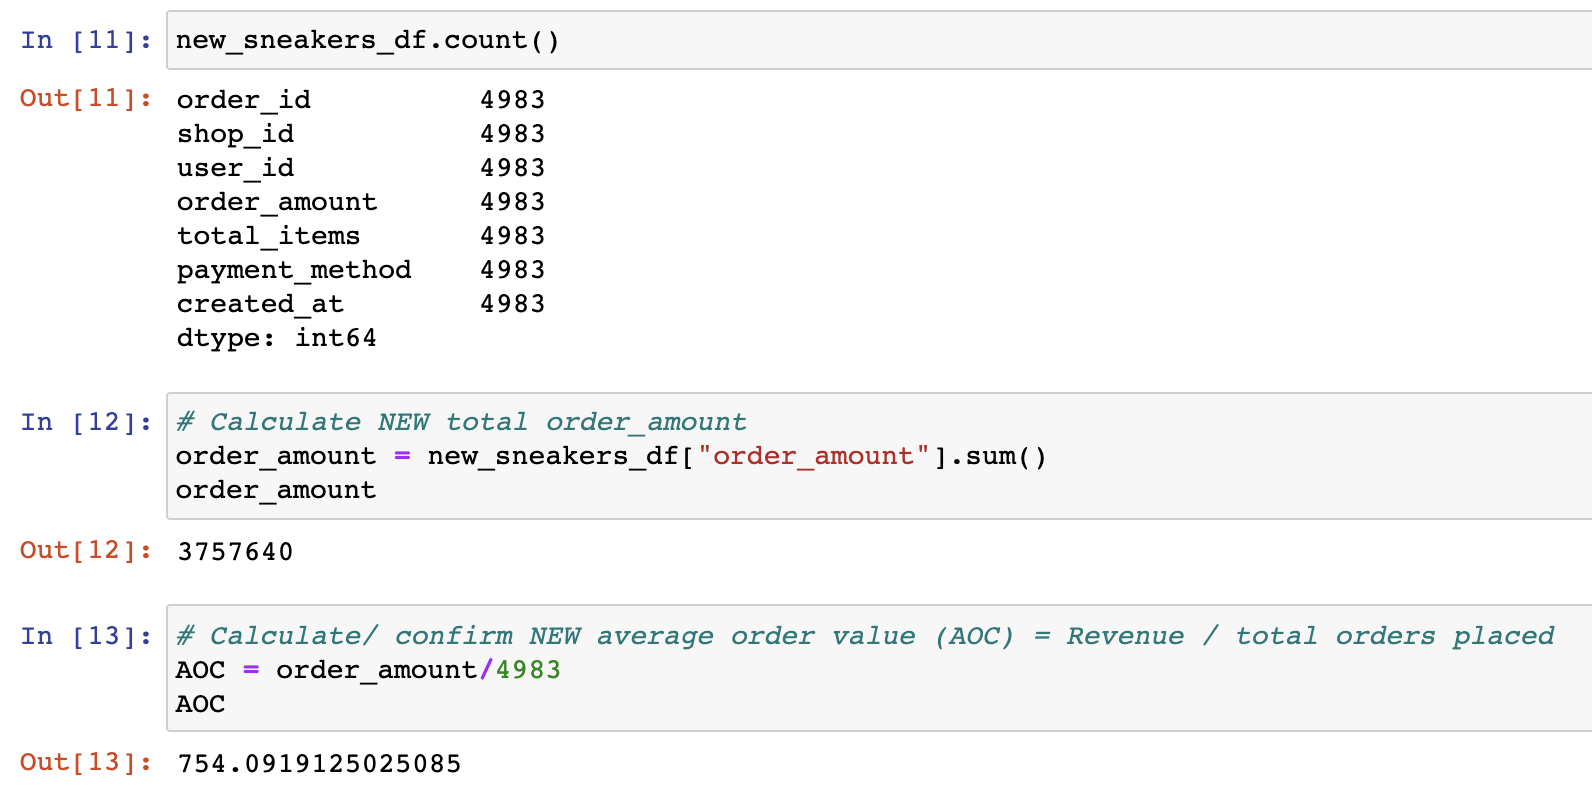 In [11]: new_sneakers_df.count()
Out[11]: order_id 4983
shop_id 4983
user_id 4983
order_amount 4983
total_items 4983
payment_method 4983
created_at 4983
dtype: int64
In [12]: # Calculate NEW total order_amount
order_amount = new_sneakers_df["order_amount"].sum()
order_amount
Out[12]: 3757640
In [13]: # Calculate/ confirm NEW average order value (AOC) = Revenue / total orders placed
AOC = order_amount/4983
AOC
Out[13]: 754.0919125025085